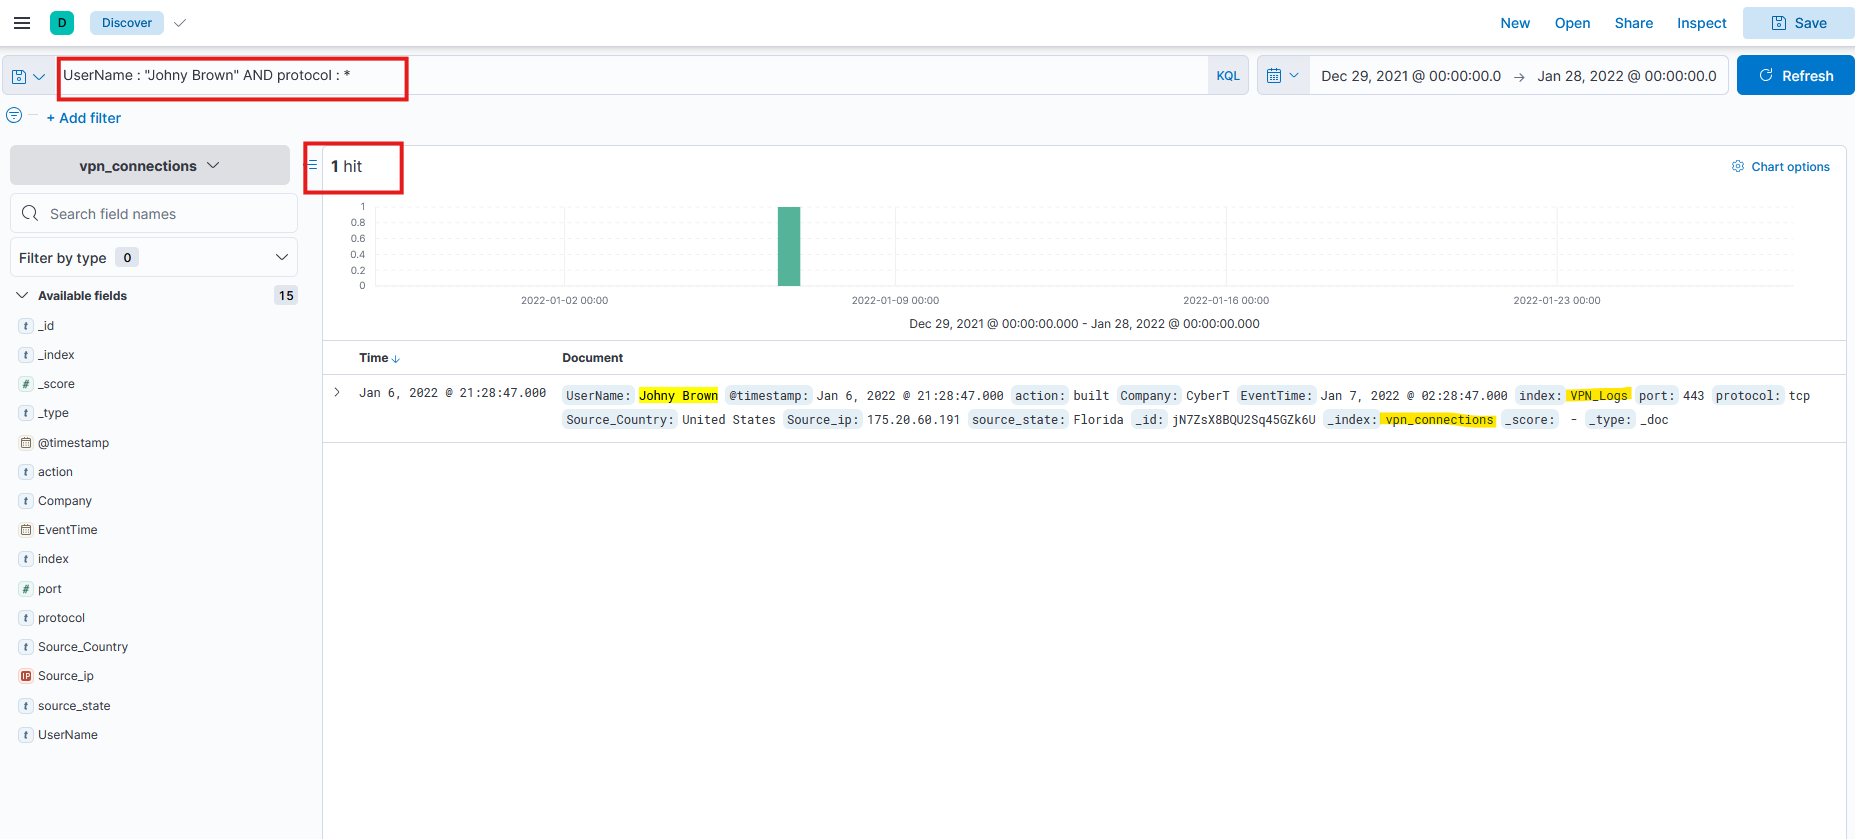 D Discover New Open Share Inspect Save
UserName : "Johny Brown" AND protocol : * KQL Dec 29, 2021 @ 00:00:00.0 → Jan 28, 2022 @ 00:00:00.0 Refresh
+ Add filter
vpn_connections
Search field names
Filter by type 0
Available fields 15
t _id
t _index
# _score
t _type
@timestamp
t action
t Company
EventTime
t index
# port
t protocol
t Source_Country
IP Source_ip
t source_state
t UserName
1 hit Chart options
1
0.8
0.6
0.4
0.2
0
2022-01-02 00:00 2022-01-09 00:00 2022-01-16 00:00 2022-01-23 00:00
Dec 29, 2021 @ 00:00:00.000 - Jan 28, 2022 @ 00:00:00.000
Time ↓ Document
> Jan 6, 2022 @ 21:28:47.000 UserName: Johny Brown @timestamp: Jan 6, 2022 @ 21:28:47.000 action: built Company: CyberT EventTime: Jan 7, 2022 @ 02:28:47.000 index: VPN_Logs port: 443 protocol: tcp
Source_Country: United States Source_ip: 175.20.60.191 source_state: Florida _id: jN7ZsX8BQU2Sq45GZk6U _index: vpn_connections _score: - _type: _doc